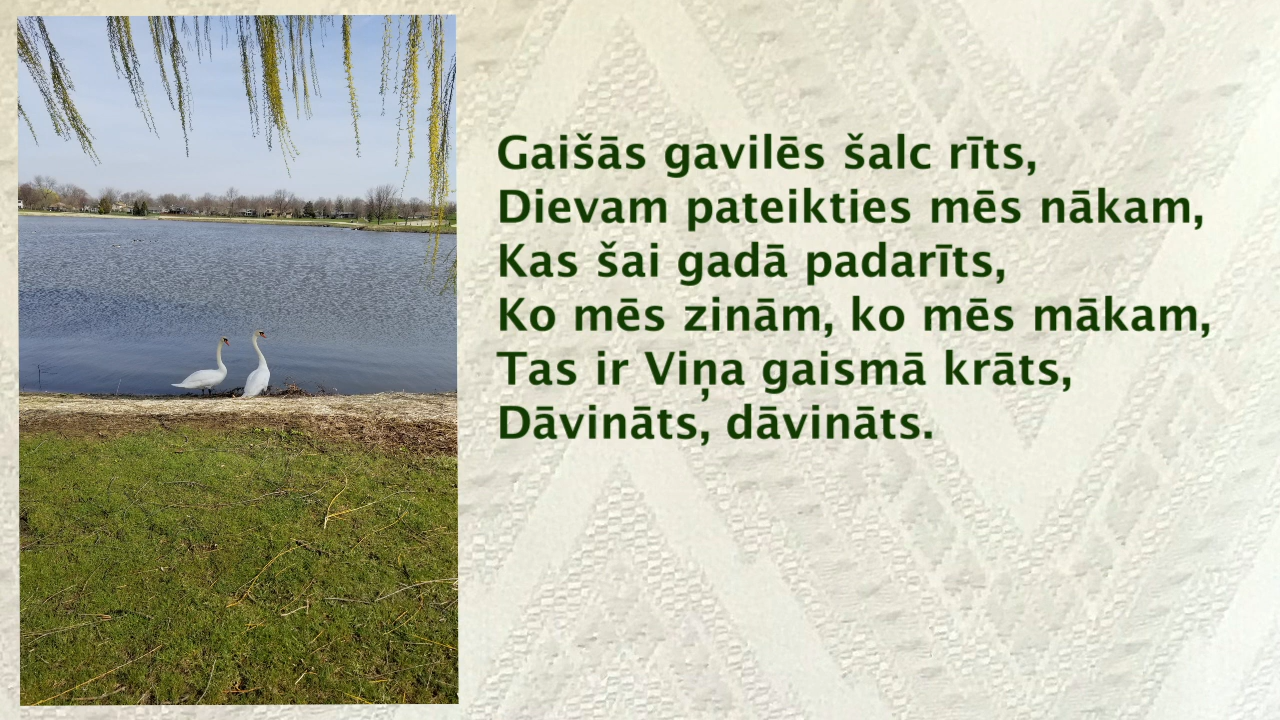 Gaišās gavilēs šalc rīts,
Dievam pateikties mēs nākam,
Kas šai gadā padarīts,
Ko mēs zinām, ko mēs mākam,
Tas ir Viņa gaismā krāts,
Dāvināts, dāvināts.